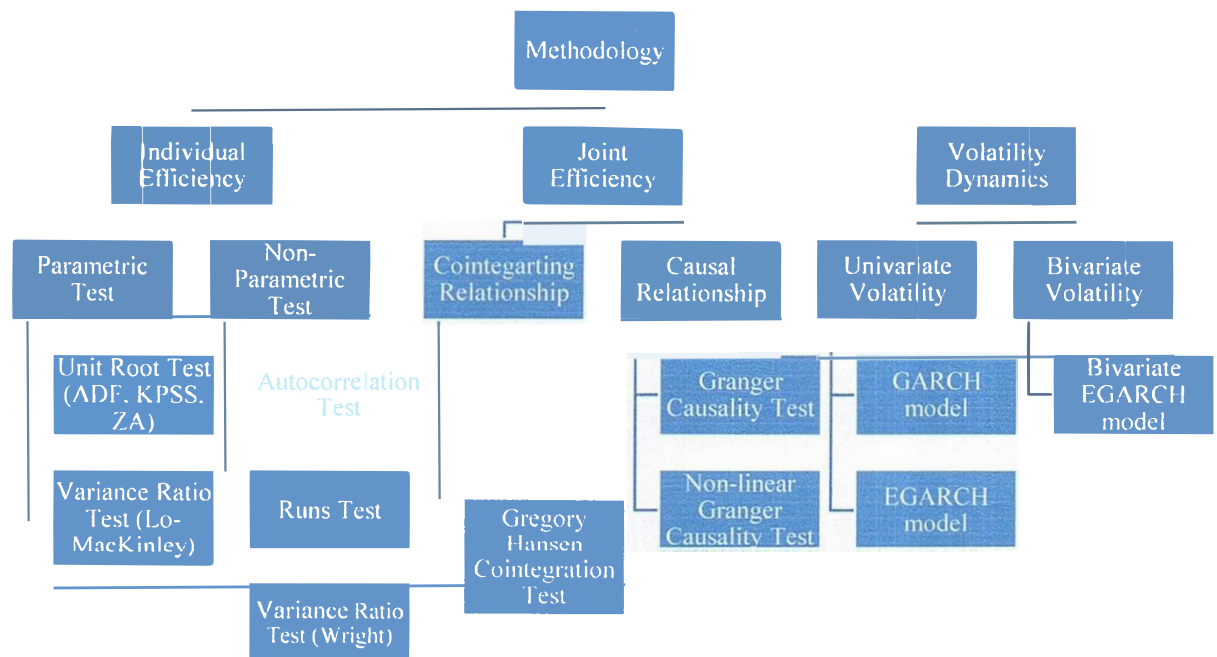 Methodology
Individual
Efficiency
Joint
Efficiency
Volatility
Dynamics
Parametric
Test
Non-
Parametric
Test
Cointegarting
Relationship
Causal
Relationship
Univariate
Volatility
Bivariate
Volatility
Unit Root Test
(ADF, KPSS,
ZA)
Autocorrelation
Test
Granger
Causality Test
GARCH
model
Bivariate
EGARCH
model
Variance Ratio
Test (Lo-
MacKinley)
Runs Test
Gregory
Hansen
Cointegration
Test
Non-linear
Granger
Causality Test
EGARCH
model
Variance Ratio
Test (Wright)